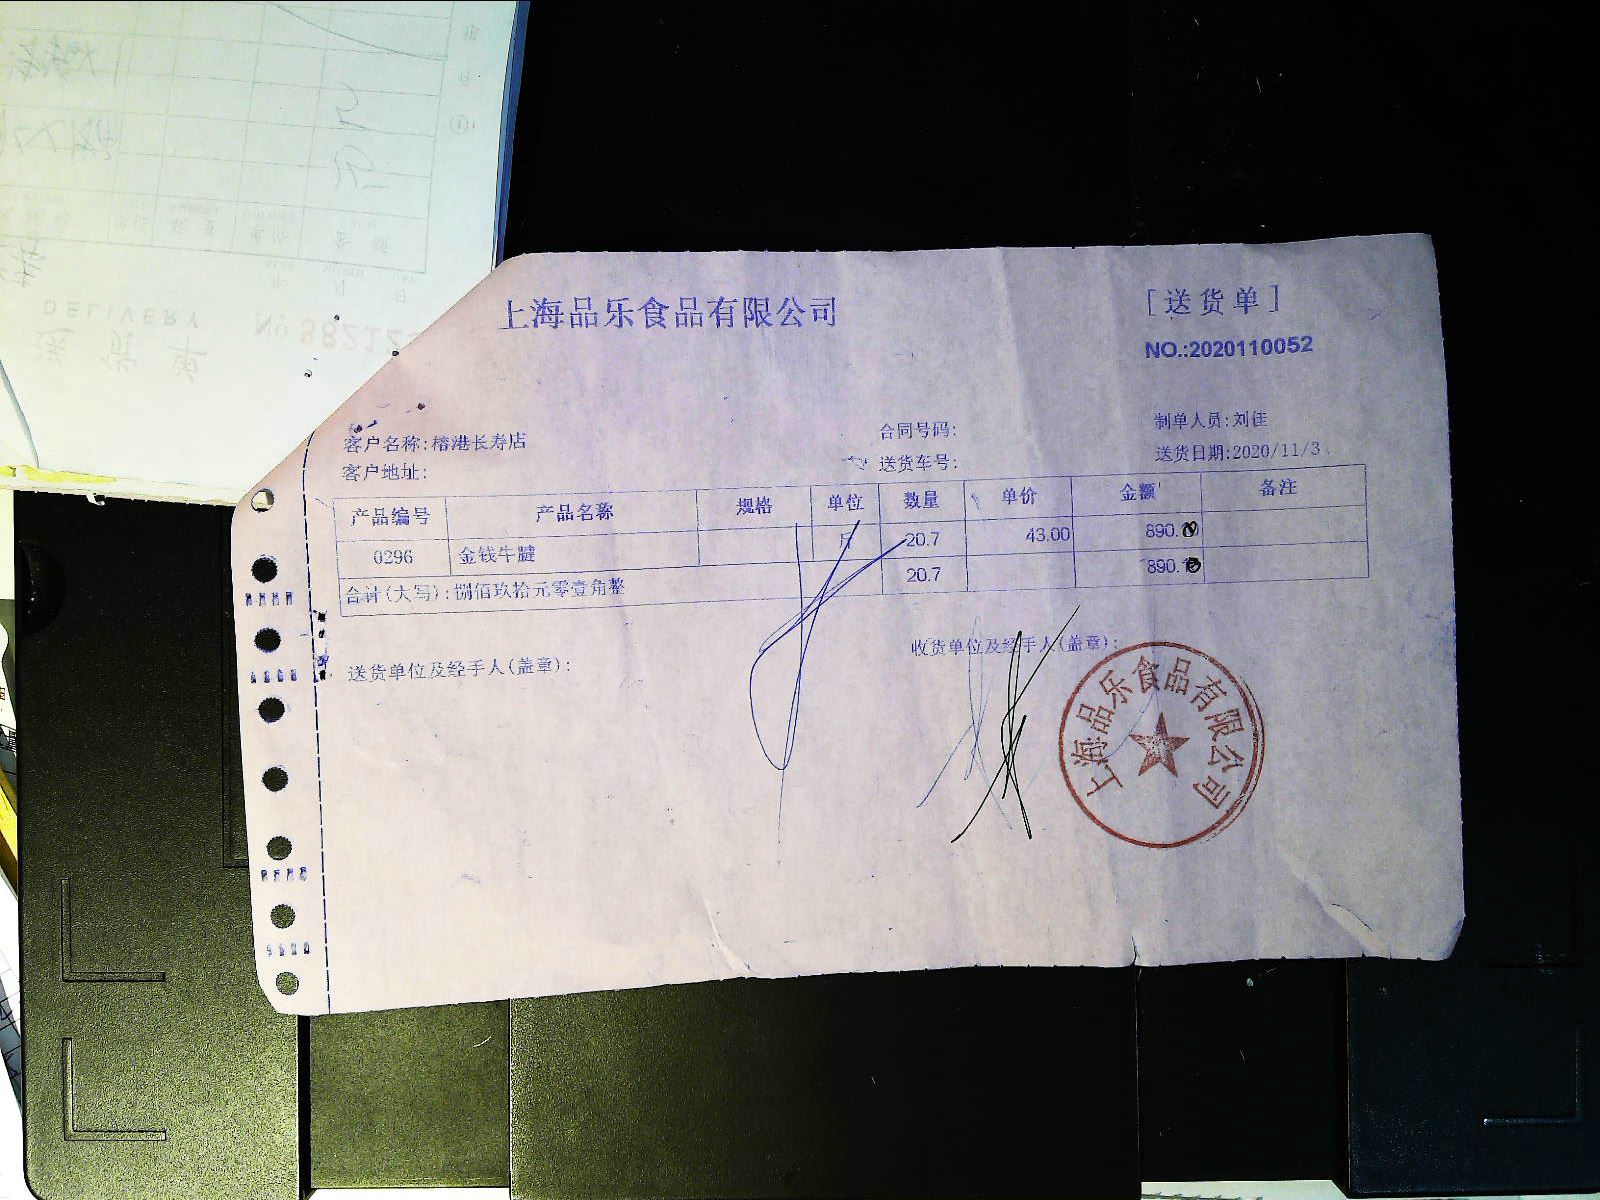 上海品乐食品有限公司
[送货单]
NO.:2020110052
客户名称:榕港长寿店
合同号码:
制单人员:刘佳
客户地址:
送货车号:
送货日期:2020/11/3
产品编号 产品名称 规格 单位 数量 单价 金额 备注
0296 金钱牛腱 斤 20.7 43.00 890.
合计(大写):捌佰玖拾元零壹角整 20.7 890.
送货单位及经手人(盖章):
收货单位及经手人(盖章):
上海品乐食品有限公司
DELIVERY